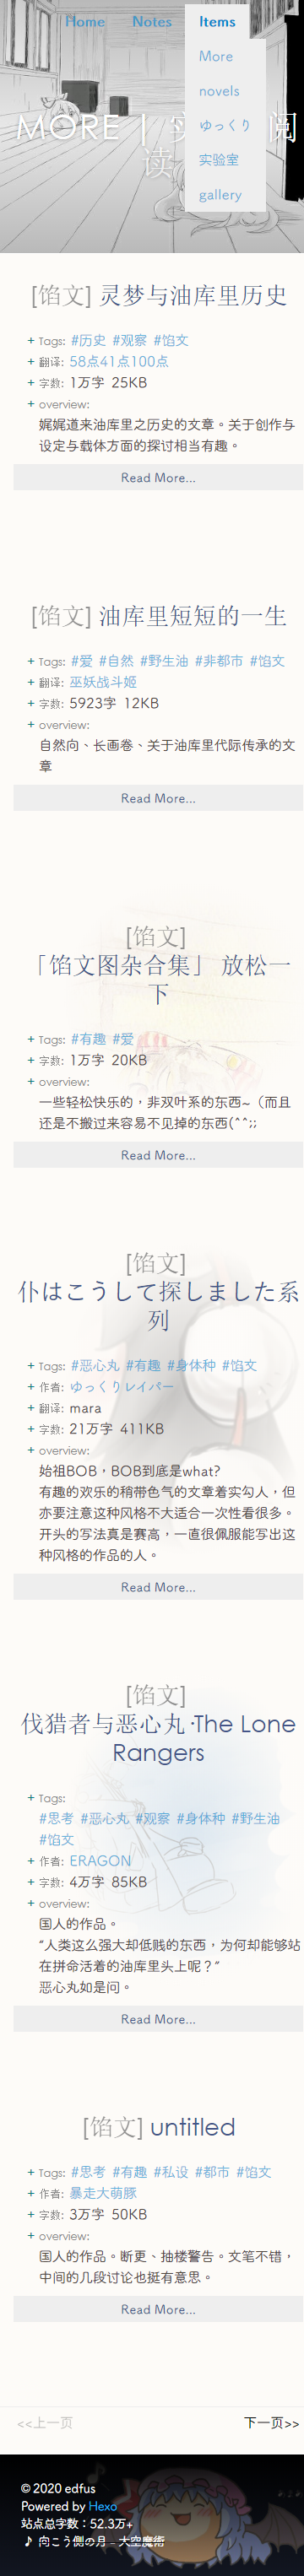 Home Notes Items
More
novels
ゆっくり
实验室
gallery
MORE | 实 阅
读
[馅文] 灵梦与油库里历史
+ Tags: #历史 #观察 #馅文
+ 翻译: 58点41点100点
+ 字数: 1万字 25KB
+ overview:
娓娓道来油库里之历史的文章。关于创作与
设定与载体方面的探讨相当有趣。
Read More...
[馅文] 油库里短短的一生
+ Tags: #爱 #自然 #野生油 #非都市 #馅文
+ 翻译: 巫妖战斗姬
+ 字数: 5923字 12KB
+ overview:
自然向、长画卷、关于油库里代际传承的文
章
Read More...
[馅文]
「馅文图杂合集」 放松一
下
+ Tags: #有趣 #爱
+ 字数: 1万字 20KB
+ overview:
一些轻松快乐的，非双叶系的东西~（而且
还是不搬过来容易不见掉的东西(^^;;
Read More...
[馅文]
仆はこうして探しました系
列
+ Tags: #恶心丸 #有趣 #身体种 #馅文
+ 作者: ゆっくりレイパー
+ 翻译: mara
+ 字数: 21万字 411KB
+ overview:
始祖BOB，BOB到底是what?
有趣的欢乐的稍带色气的文章着实勾人，但
亦要注意这种风格不大适合一次性看很多。
开头的写法真是赛高，一直很佩服能写出这
种风格的作品的人。
Read More...
[馅文]
伐猎者与恶心丸·The Lone
Rangers
+ Tags:
#思考 #恶心丸 #观察 #身体种 #野生油
#馅文
+ 作者: ERAGON
+ 字数: 4万字 85KB
+ overview:
国人的作品。
“人类这么强大却低贱的东西，为何却能够站
在拼命活着的油库里头上呢？”
恶心丸如是问。
Read More...
[馅文] untitled
+ Tags: #思考 #有趣 #私设 #都市 #馅文
+ 作者: 暴走大萌豚
+ 字数: 3万字 50KB
+ overview:
国人的作品。断更、抽楼警告。文笔不错，
中间的几段讨论也挺有意思。
Read More...
<<上一页 下一页>>
© 2020 edfus
Powered by Hexo
站点总字数：52.3万+
♪ 向こう側の月 - 大空魔術